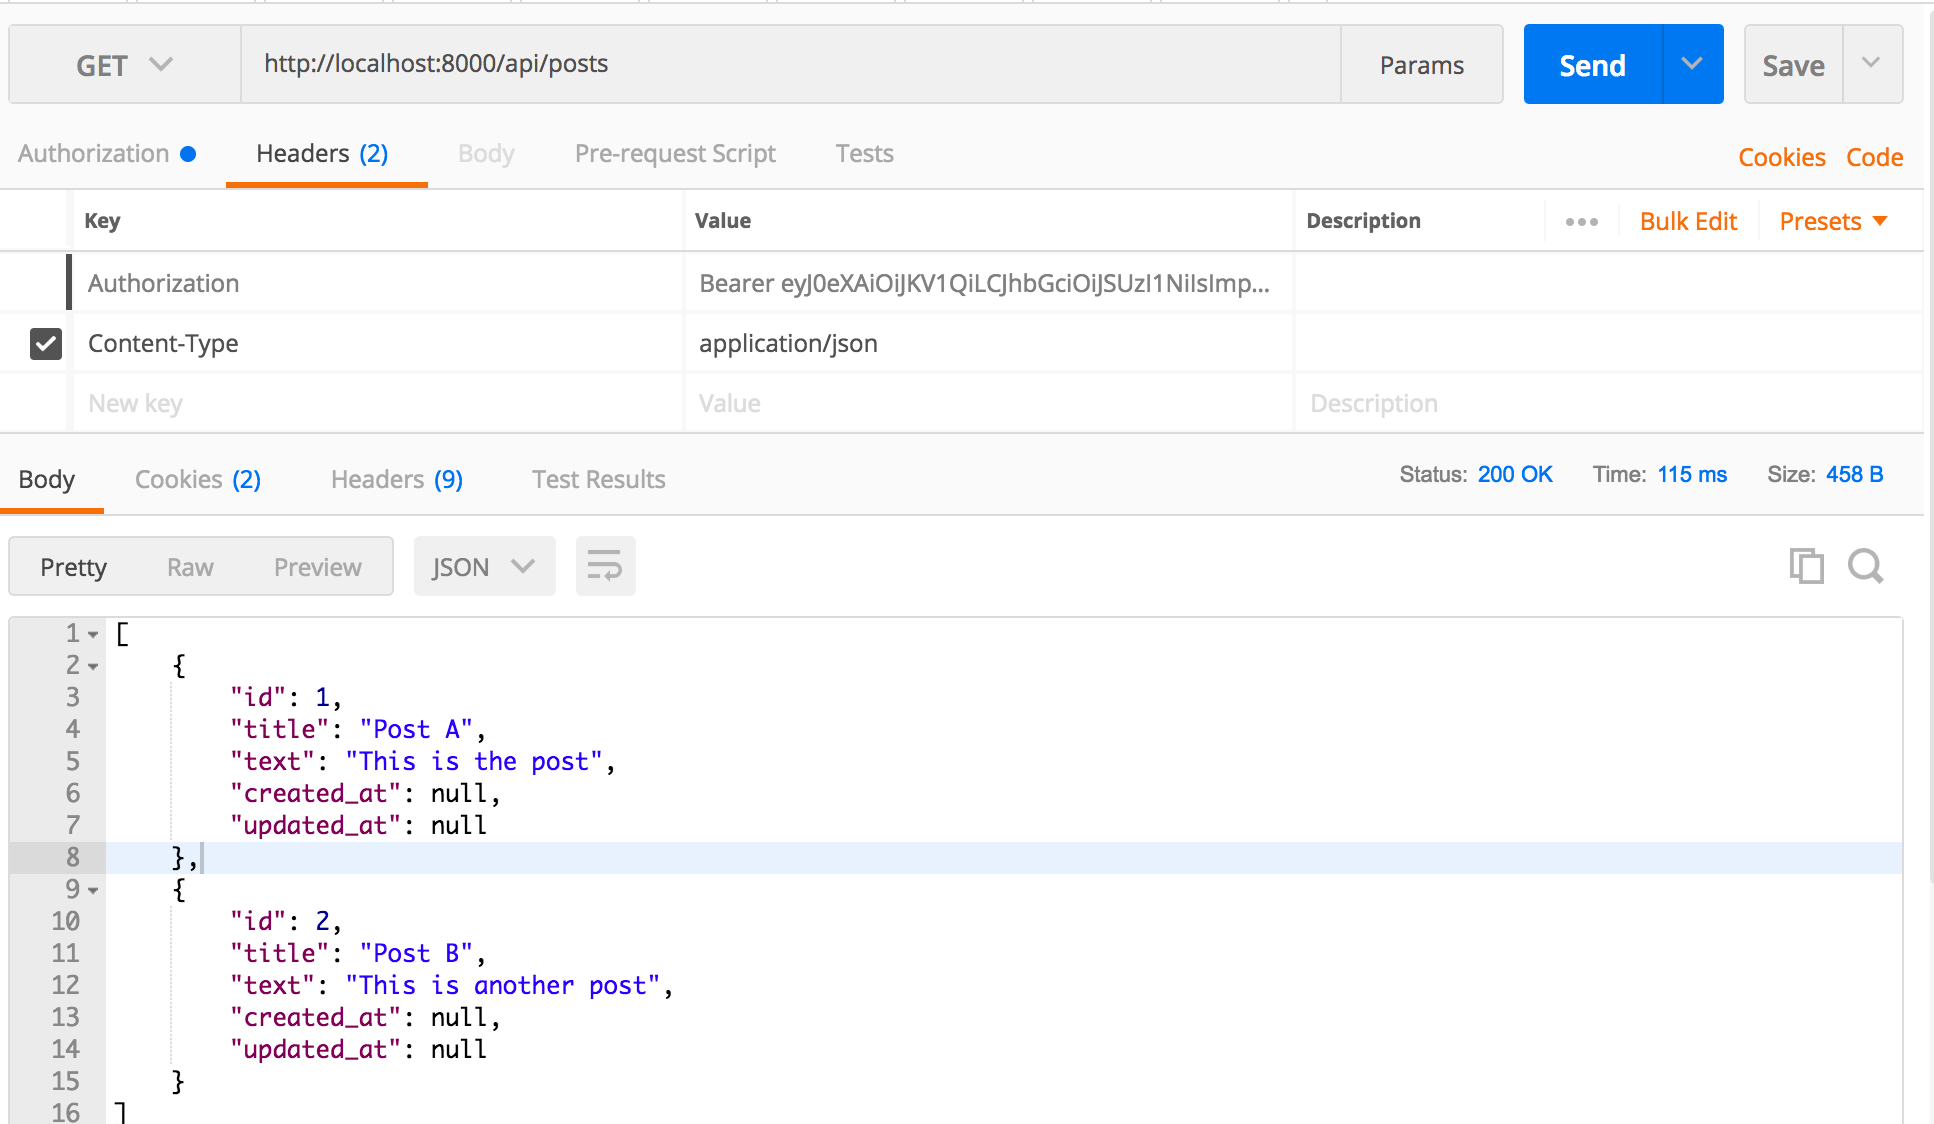 GET http://localhost:8000/api/posts Params Send Save
Authorization Headers (2) Body Pre-request Script Tests Cookies Code
Key Value Description ••• Bulk Edit Presets
Authorization Bearer eyJ0eXAiOiJKV1QiLCJhbGciOiJSUzI1NiIsImp...
Content-Type application/json
New key Value Description
Body Cookies (2) Headers (9) Test Results Status: 200 OK Time: 115 ms Size: 458 B
Pretty Raw Preview JSON
1 [
2 {
3 "id": 1,
4 "title": "Post A",
5 "text": "This is the post",
6 "created_at": null,
7 "updated_at": null
8 },
9 {
10 "id": 2,
11 "title": "Post B",
12 "text": "This is another post",
13 "created_at": null,
14 "updated_at": null
15 }
16 ]